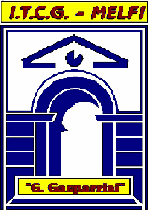 I.T.C.G. - MELFI
"G. Gasparrini"